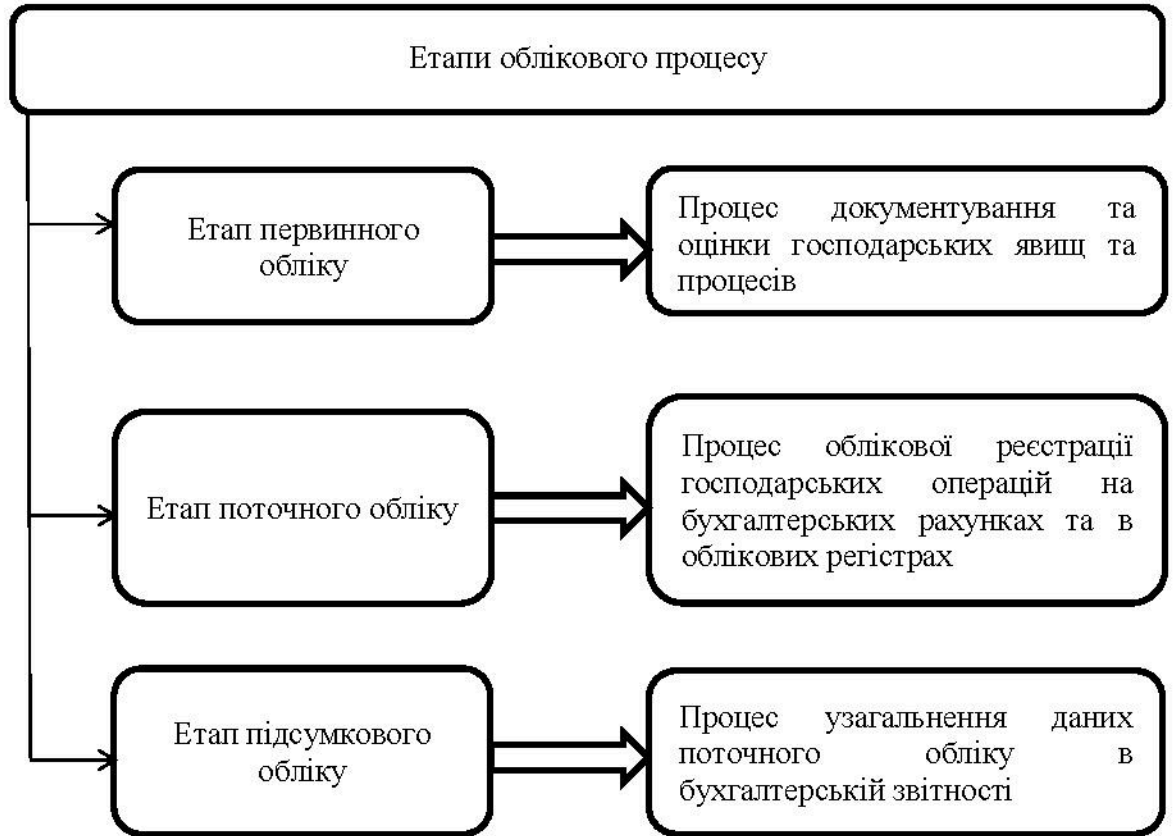 Етапи облікового процесу
Етап первинного
обліку
Процес документування та
оцінки господарських явищ та
процесів
Етап поточного обліку
Процес облікової реєстрації
господарських операцій на
бухгалтерських рахунках та в
облікових регістрах
Етап підсумкового
обліку
Процес узагальнення даних
поточного обліку в
бухгалтерській звітності